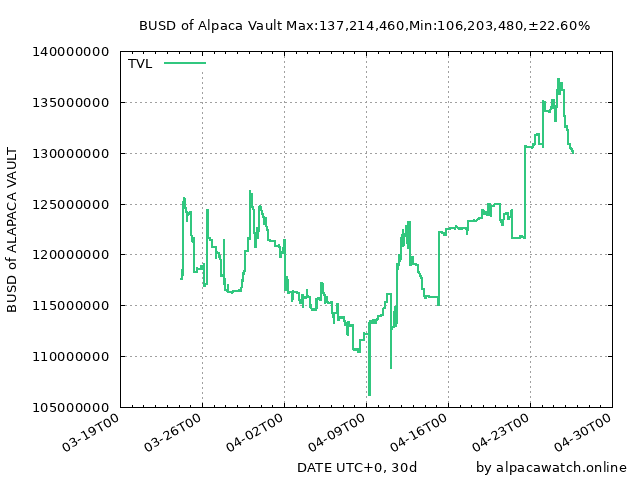 BUSD of Alpaca Vault Max:137,214,460,Min:106,203,480,±22.60%
TVL
BUSD of ALAPACA VAULT
140000000
135000000
130000000
125000000
120000000
115000000
110000000
105000000
03-19T00
03-26T00
04-02T00
04-09T00
04-16T00
04-23T00
04-30T00
DATE UTC+0, 30d
by alpacawatch.online